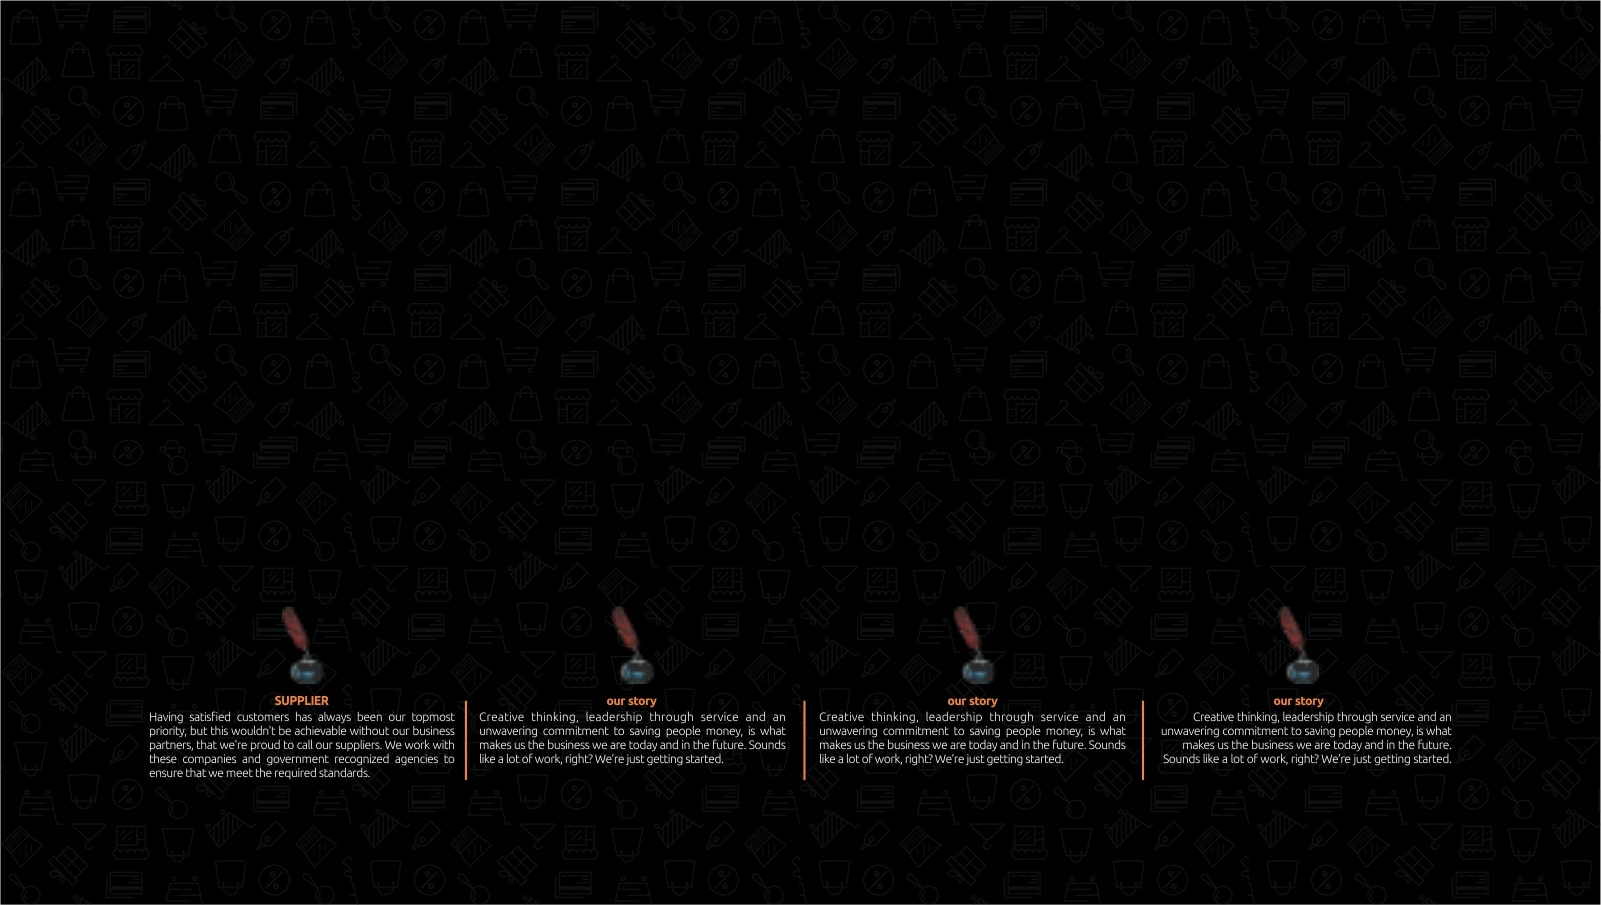 SUPPLIER
Having satisfied customers has always been our topmost
priority, but this wouldn't be achievable without our business
partners, that we're proud to call our suppliers. We work with
these companies and government recognized agencies to
ensure that we meet the required standards.
our story
Creative thinking, leadership through service and an
unwavering commitment to saving people money, is what
makes us the business we are today and in the future. Sounds
like a lot of work, right? We’re just getting started.
our story
Creative thinking, leadership through service and an
unwavering commitment to saving people money, is what
makes us the business we are today and in the future. Sounds
like a lot of work, right? We’re just getting started.
our story
Creative thinking, leadership through service and an
unwavering commitment to saving people money, is what
makes us the business we are today and in the future.
Sounds like a lot of work, right? We’re just getting started.